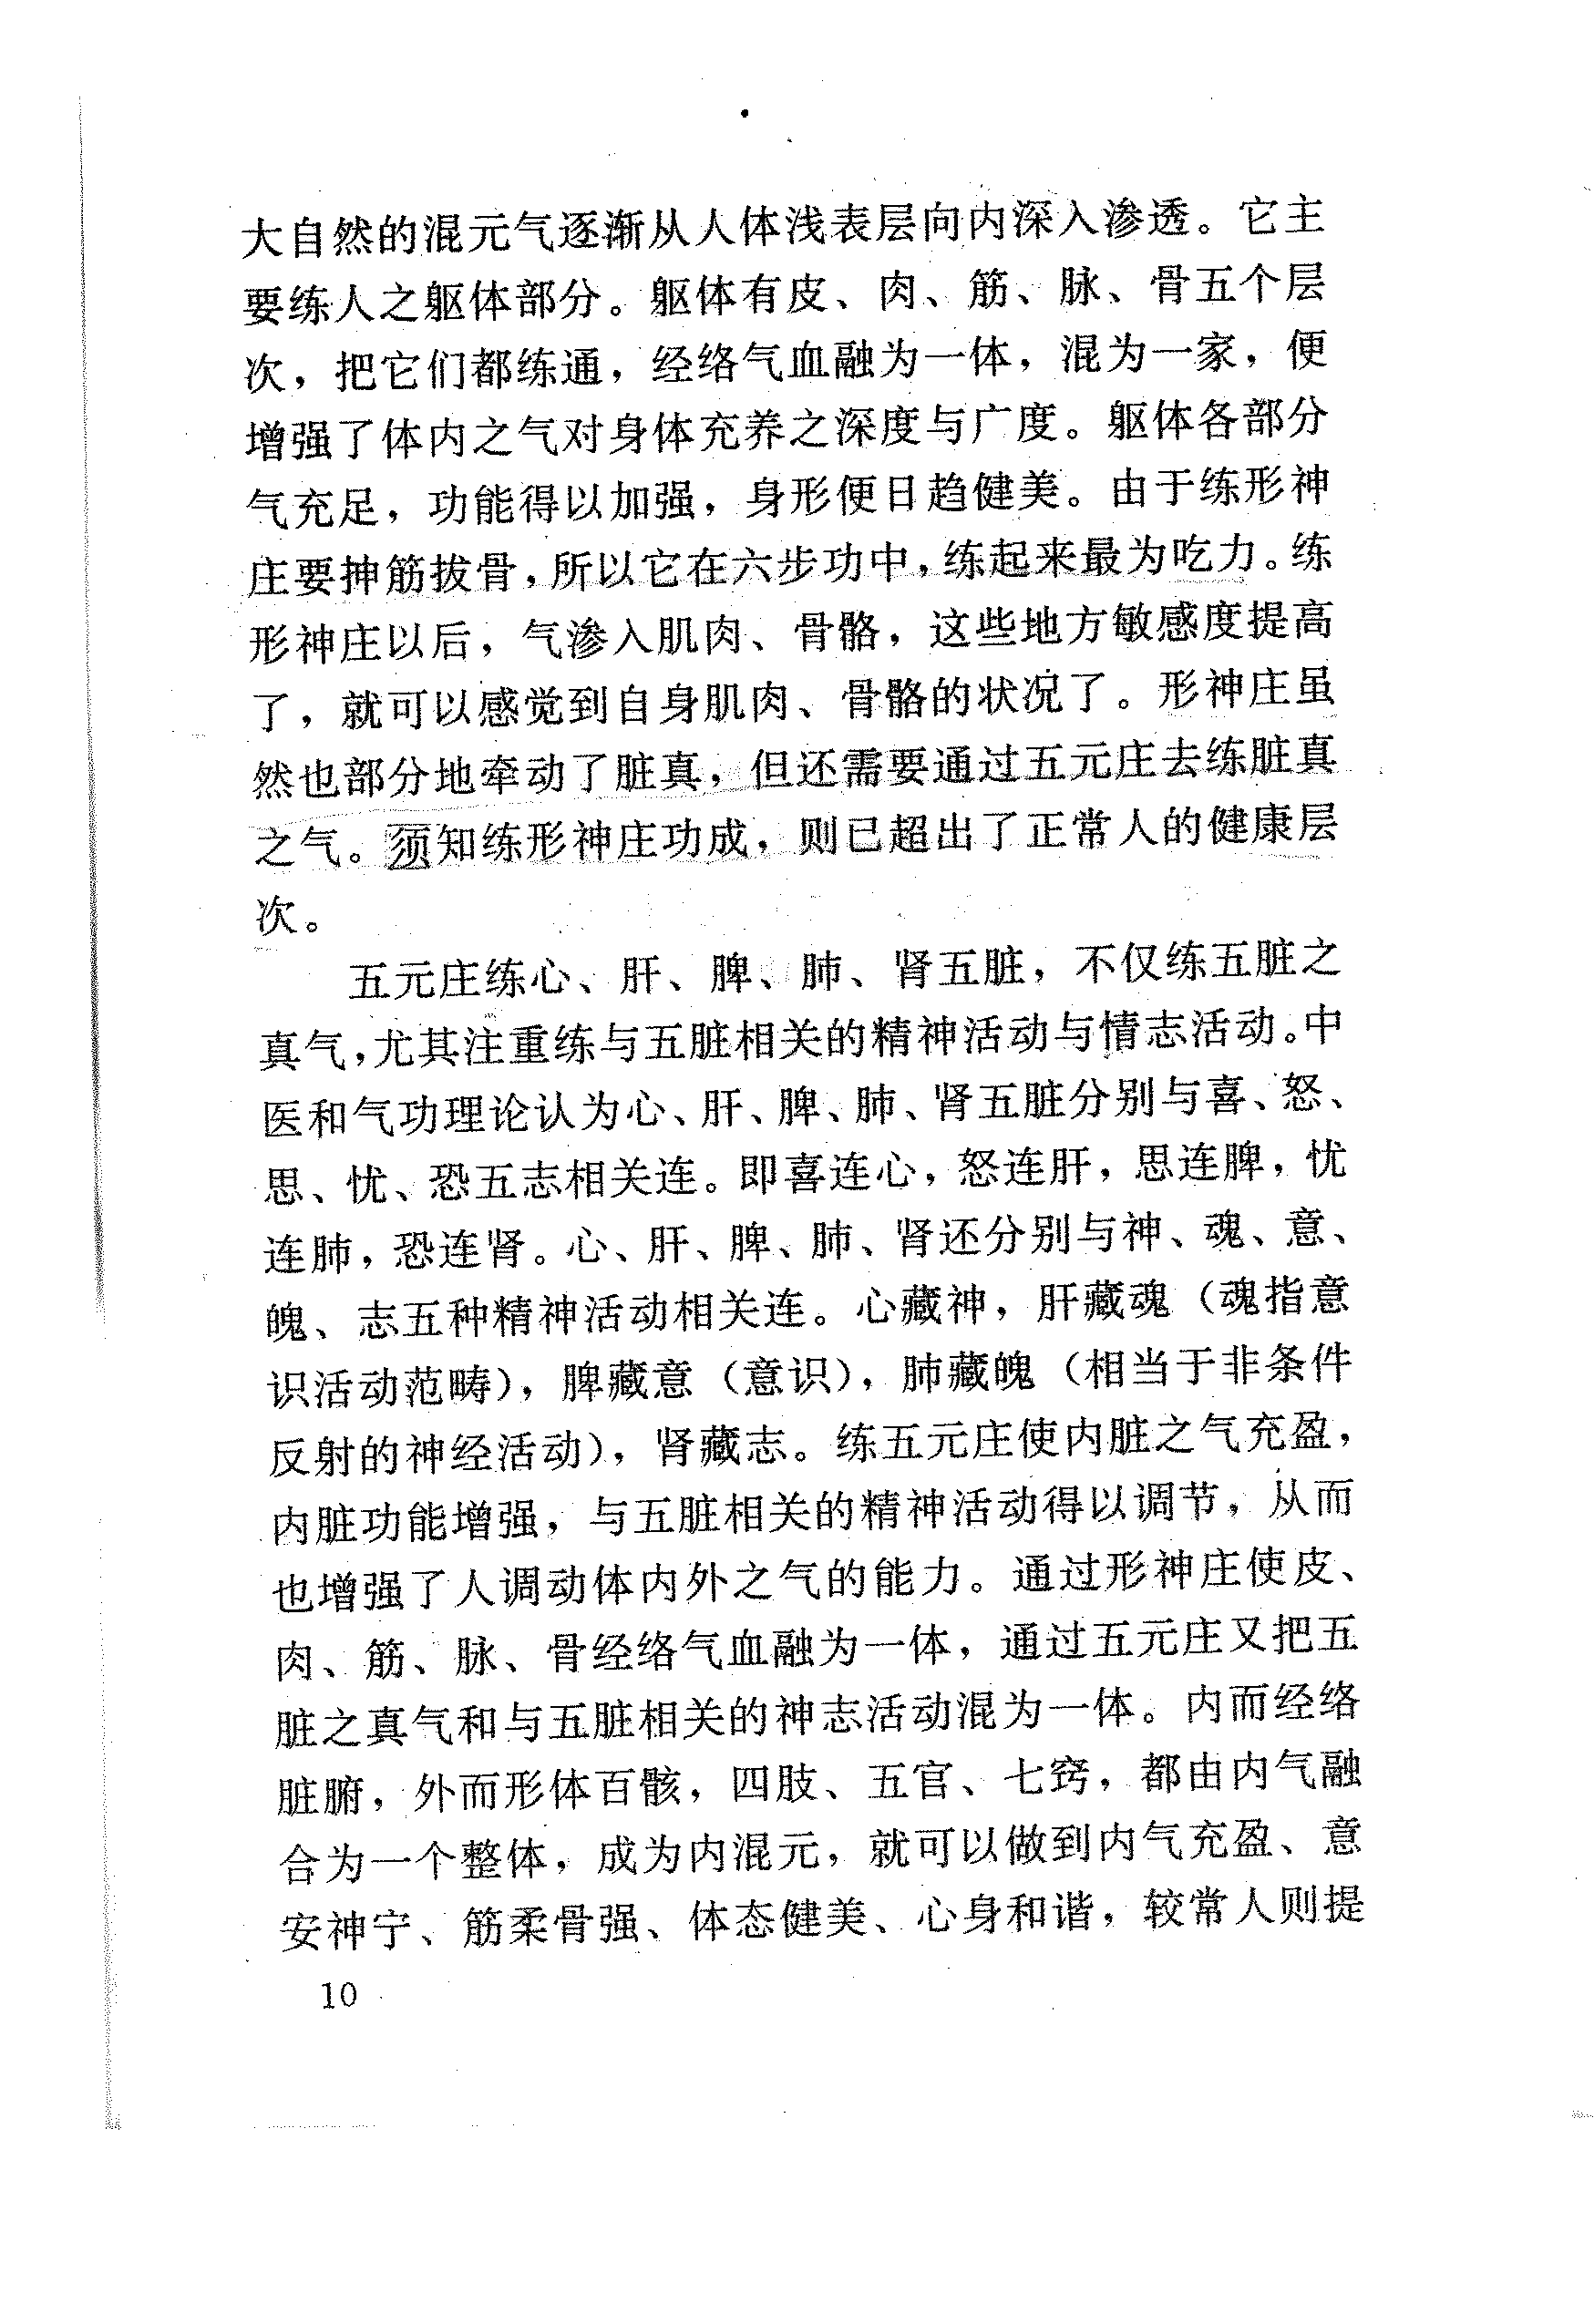 大自然的混元气逐渐从人体浅表层向内深入渗透。它主
要练人之躯体部分。躯体有皮、肉、筋、脉、骨五个层
次，把它们都练通，经络气血融为一体，混为一家，便
增强了体内之气对身体充养之深度与广度。躯体各部分
气充足，功能得以加强，身形便日趋健美。由于练形神
庄要抻筋拔骨，所以它在六步功中，练起来最为吃力。练
形神庄以后，气渗入肌肉、骨骼，这些地方敏感度提高
了，就可以感觉到自身肌肉、骨骼的状况了。形神庄虽
然也部分地牵动了脏真，但还需要通过五元庄去练脏真
之气。须知练形神庄功成，则已超出了正常人的健康层
次。
五元庄练心、肝、脾、肺、肾五脏，不仅练五脏之
真气，尤其注重练与五脏相关的精神活动与情志活动。中
医和气功理论认为心、肝、脾、肺、肾五脏分别与喜、怒、
思、忧、恐五志相关连。即喜连心，怒连肝，思连脾，忧
连肺，恐连肾。心、肝、脾、肺、肾还分别与神、魂、意、
魄、志五种精神活动相关连。心藏神，肝藏魂（魂指意
识活动范畴），脾藏意（意识），肺藏魄（相当于非条件
反射的神经活动），肾藏志。练五元庄使内脏之气充盈，
内脏功能增强，与五脏相关的精神活动得以调节，从而
也增强了人调动体内外之气的能力。通过形神庄使皮、
肉、筋、脉、骨经络气血融为一体，通过五元庄又把五
脏之真气和与五脏相关的神志活动混为一体。内而经络
脏腑，外而形体百骸，四肢、五官、七窍，都由内气融
合为一个整体，成为内混元，就可以做到内气充盈、意
安神宁、筋柔骨强、体态健美、心身和谐，较常人则提
10